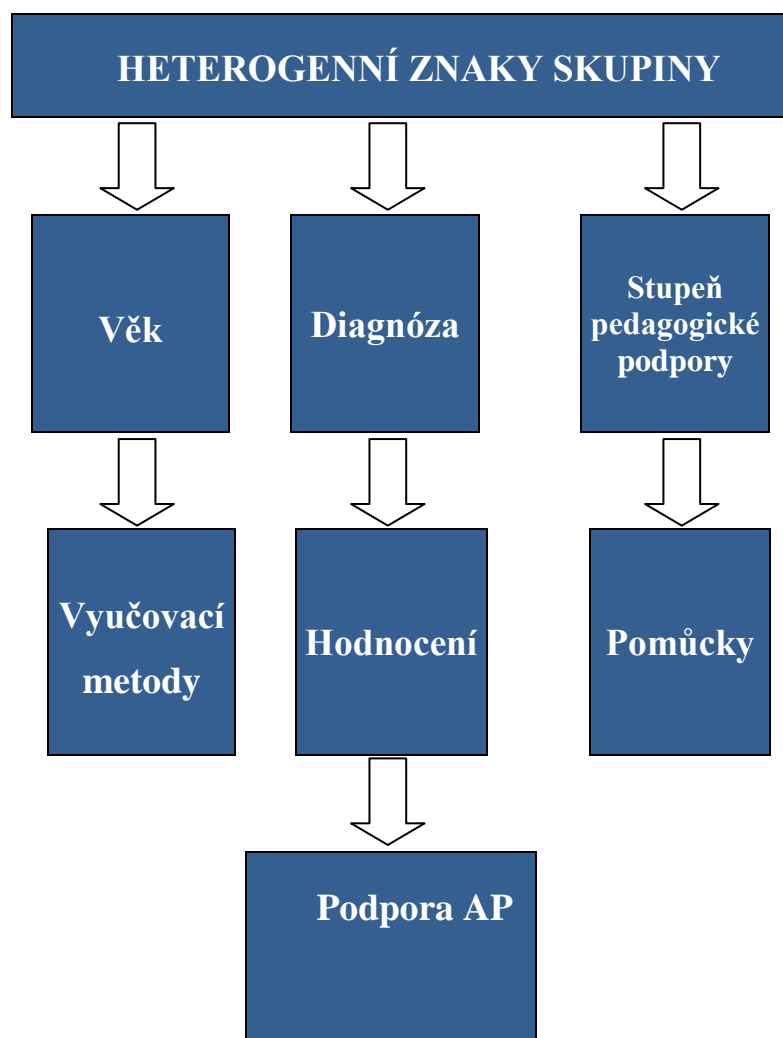 HETEROGENNÍ ZNAKY SKUPINY
Věk
Diagnóza
Stupeň
pedagogické
podpory
Vyučovací
metody
Hodnocení
Pomůcky
Podpora AP